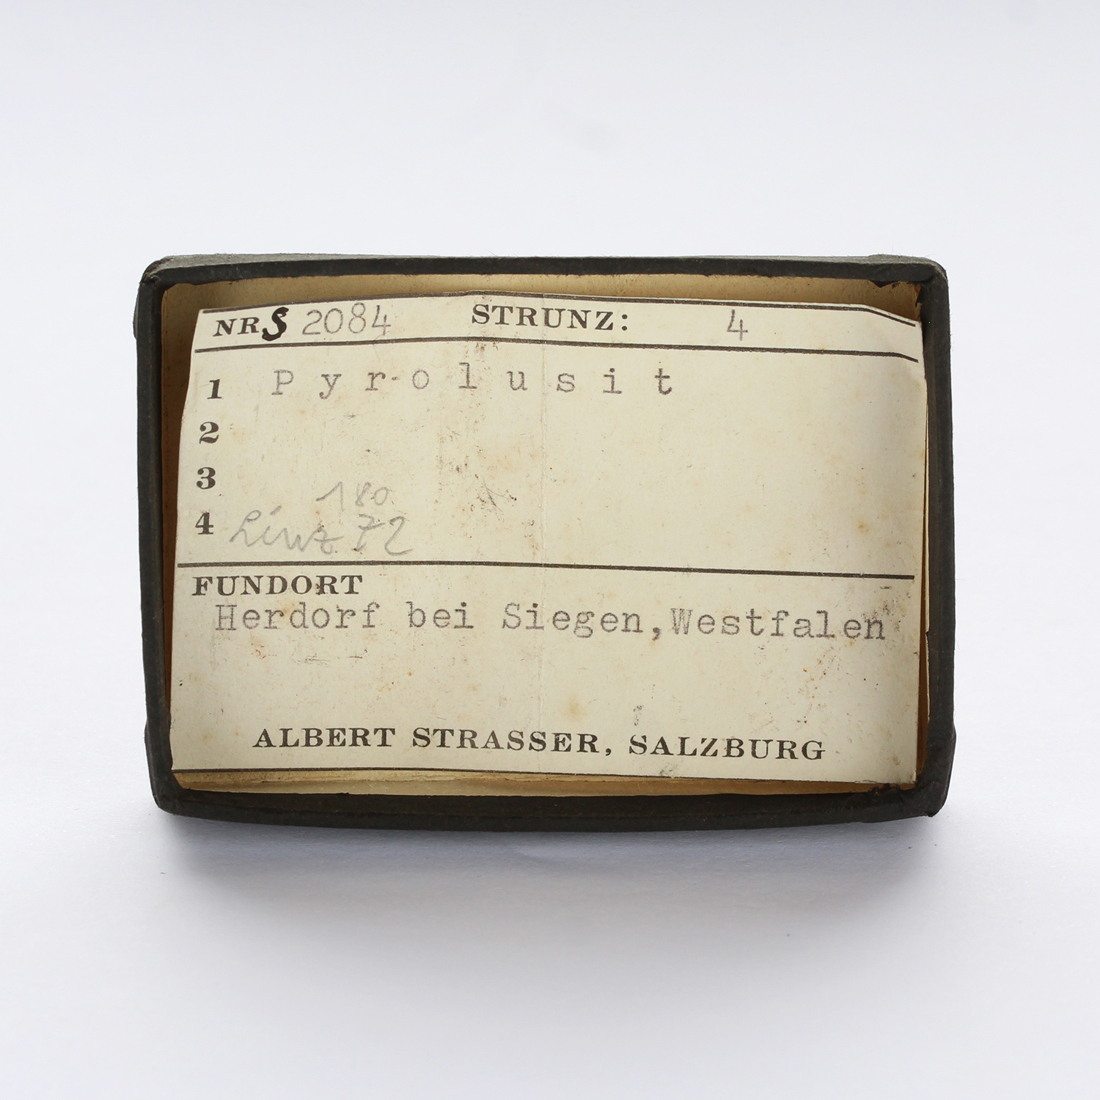 NR S 2084 STRUNZ: 4
1 Pyrolusit
2
3
180
4 Linz 72
FUNDORT
Herdorf bei Siegen,Westfalen
ALBERT STRASSER, SALZBURG